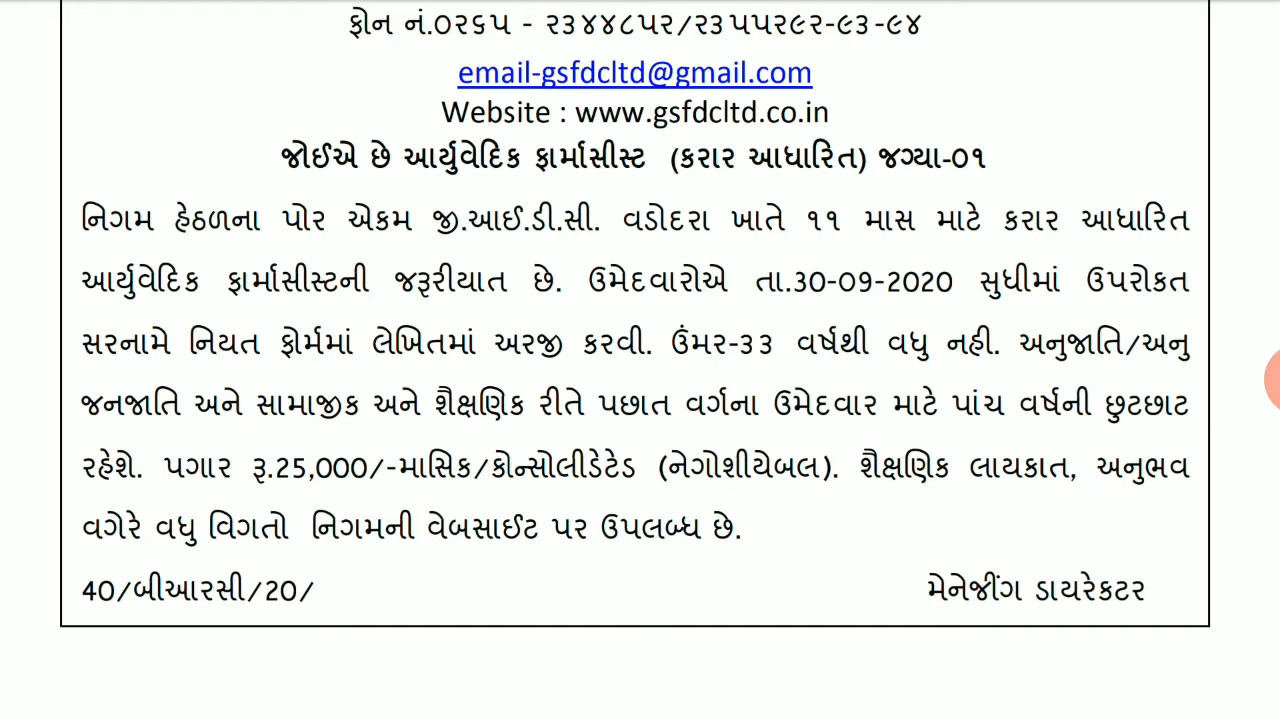 ફોન નં.૦૨૬૫ - ૨૩૪૪૮૫૨/૨૩૫૫૨૯૨-૯૩-૯૪
email-gsfdcltd@gmail.com
Website : www.gsfdcltd.co.in
જોઈએ છે આર્યુવેદિક ફાર્માસીસ્ટ (કરાર આધારિત) જગ્યા-૦૧
નિગમ હેઠળના પોર એકમ જી.આઈ.ડી.સી. વડોદરા ખાતે ૧૧ માસ માટે કરાર આધારિત
આર્યુવેદિક ફાર્માસીસ્ટની જરૂરીયાત છે. ઉમેદવારોએ તા.30-09-2020 સુધીમાં ઉપરોકત
સરનામે નિયત ફોર્મમાં લેખિતમાં અરજી કરવી. ઉંમર-૩૩ વર્ષથી વધુ નહી. અનુજાતિ/અનુ
જનજાતિ અને સામાજીક અને શૈક્ષણિક રીતે પછાત વર્ગના ઉમેદવાર માટે પાંચ વર્ષની છુટછાટ
રહેશે. પગાર રૂ.25,000/-માસિક/કોન્સોલીડેટેડ (નેગોશીયેબલ). શૈક્ષણિક લાયકાત, અનુભવ
વગેરે વધુ વિગતો નિગમની વેબસાઈટ પર ઉપલબ્ધ છે.
40/બીઆરસી/20/ મેનેજીંગ ડાયરેકટર